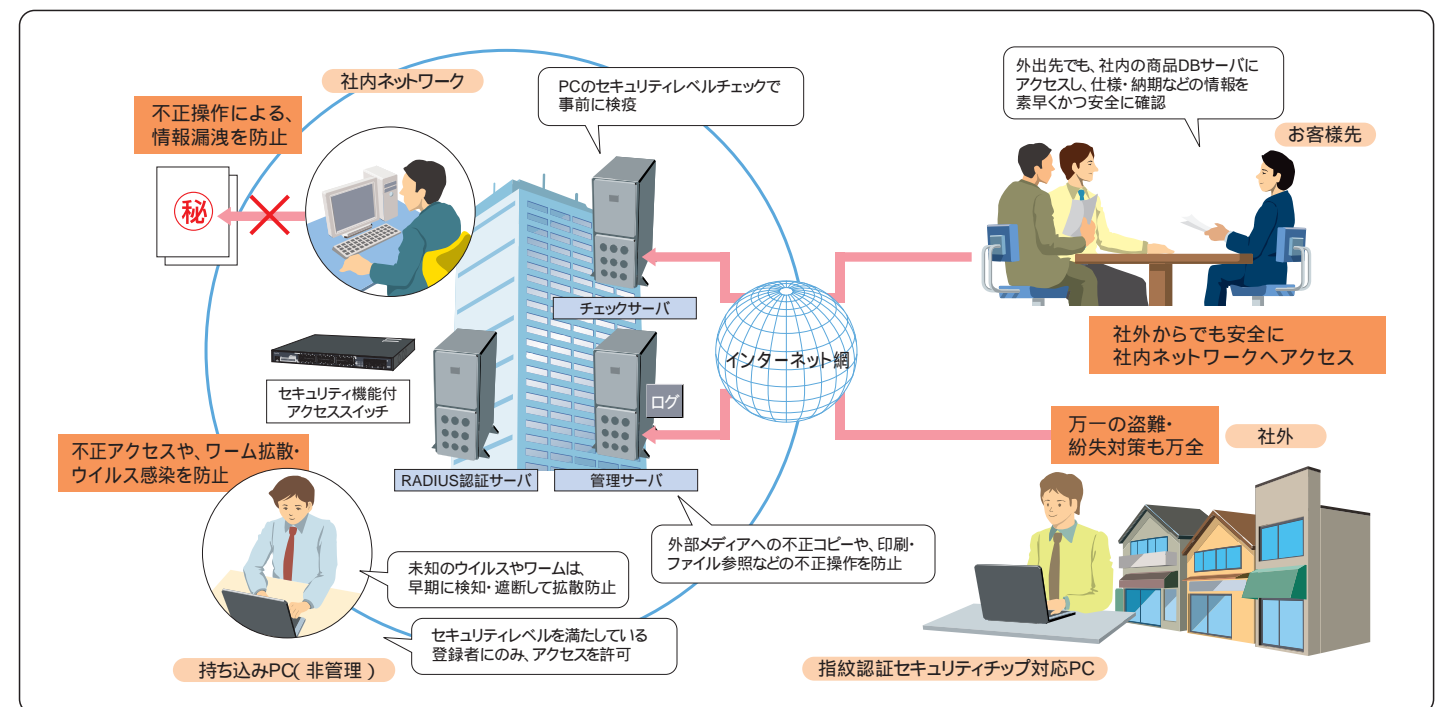 社内ネットワーク
不正操作による、
情報漏洩を防止
秘
PCのセキュリティレベルチェックで
事前に検疫
外出先でも、社内の商品DBサーバに
アクセスし、仕様・納期などの情報を
素早くかつ安全に確認
お客様先
チェックサーバ
インターネット網
社外からでも安全に
社内ネットワークへアクセス
セキュリティ機能付
アクセススイッチ
ログ
万一の盗難・
紛失対策も万全
社外
不正アクセスや、ワーム拡散・
ウイルス感染を防止
RADIUS認証サーバ
管理サーバ
外部メディアへの不正コピーや、印刷・
ファイル参照などの不正操作を防止
未知のウイルスやワームは、
早期に検知・遮断して拡散防止
セキュリティレベルを満たしている
登録者にのみ、アクセスを許可
持ち込みPC(非管理)
指紋認証セキュリティチップ対応PC